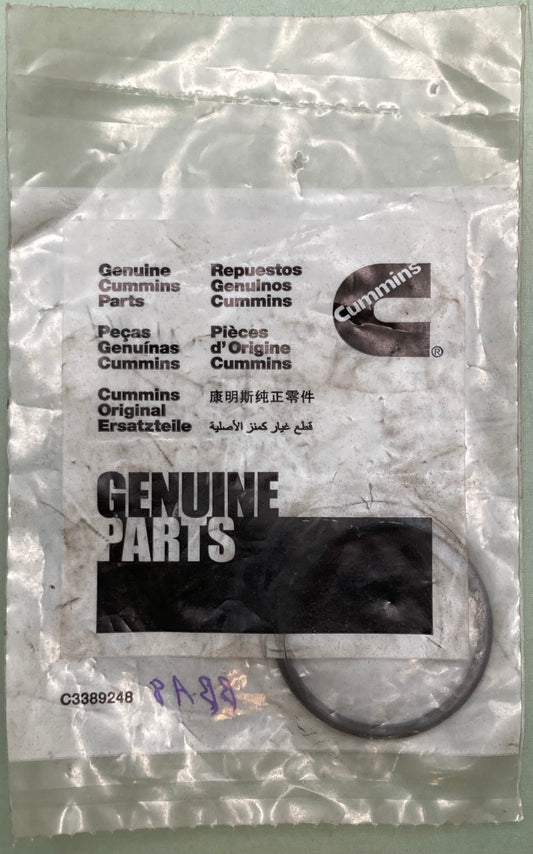 Genuine
Cummins
Parts
Repuestos
Genuinos
Cummins
Cummins
®
Peças
Genuínas
Cummins
Pièces
d'Origine
Cummins
Cummins
Original
Ersatzteile
康明斯纯正零件
قطع غيار كمنز الأصلية
GENUINE
PARTS
C3389248